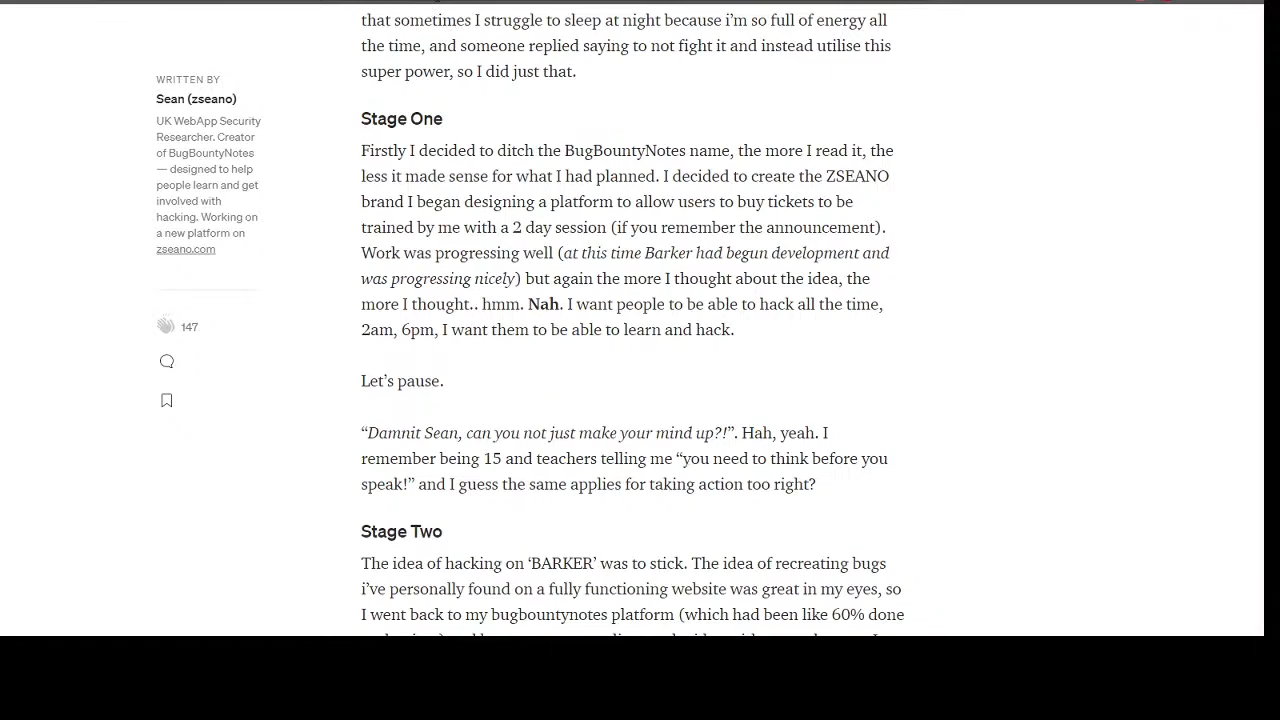 that sometimes I struggle to sleep at night because i'm so full of energy all
the time, and someone replied saying to not fight it and instead utilise this
super power, so I did just that.
WRITTEN BY
Sean (zseano)
UK WebApp Security
Researcher. Creator
of BugBountyNotes
— designed to help
people learn and get
involved with
hacking. Working on
a new platform on
zseano.com
147
Stage One
Firstly I decided to ditch the BugBountyNotes name, the more I read it, the
less it made sense for what I had planned. I decided to create the ZSEANO
brand I began designing a platform to allow users to buy tickets to be
trained by me with a 2 day session (if you remember the announcement).
Work was progressing well (at this time Barker had begun development and
was progressing nicely) but again the more I thought about the idea, the
more I thought.. hmm. Nah. I want people to be able to hack all the time,
2am, 6pm, I want them to be able to learn and hack.
Let's pause.
“Damnit Sean, can you not just make your mind up?!”. Hah, yeah. I
remember being 15 and teachers telling me “you need to think before you
speak!” and I guess the same applies for taking action too right?
Stage Two
The idea of hacking on ‘BARKER’ was to stick. The idea of recreating bugs
i've personally found on a fully functioning website was great in my eyes, so
I went back to my bugbountynotes platform (which had been like 60% done